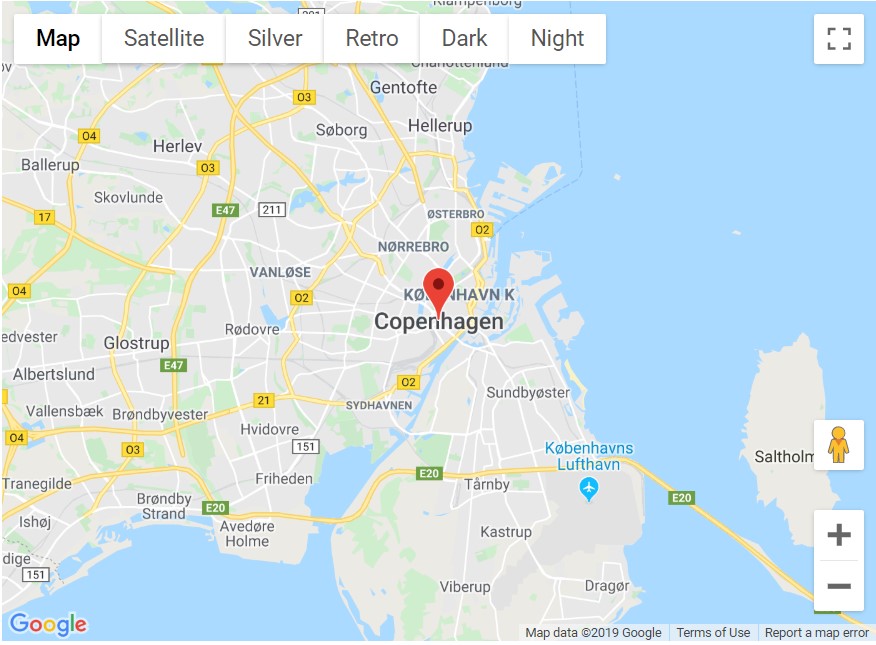 Klampenborg
201
Map Satellite Silver Retro Dark Night
Charlottenlund
Gentofte
O3
Hellerup
Søborg
O4
Herlev
Ballerup
O3
Skovlunde
E47
211
17
ØSTERBRO
O2
NØRREBRO
VANLØSE
O4
O2
KØBENHAVN K
Copenhagen
Rødovre
edvester
Glostrup
E47
Albertslund
O2
Sundbyøster
21
SYDHAVNEN
Vallensbæk
Brøndbyvester
Hvidovre
O4
O3
151
Københavns
Lufthavn
Saltholm
E20
Tranegilde
Friheden
Tårnby
E20
Brøndby
Strand
E20
Ishøj
Avedøre
Holme
Kastrup
dige
151
Viberup
Dragør
Google
Map data ©2019 Google Terms of Use Report a map error